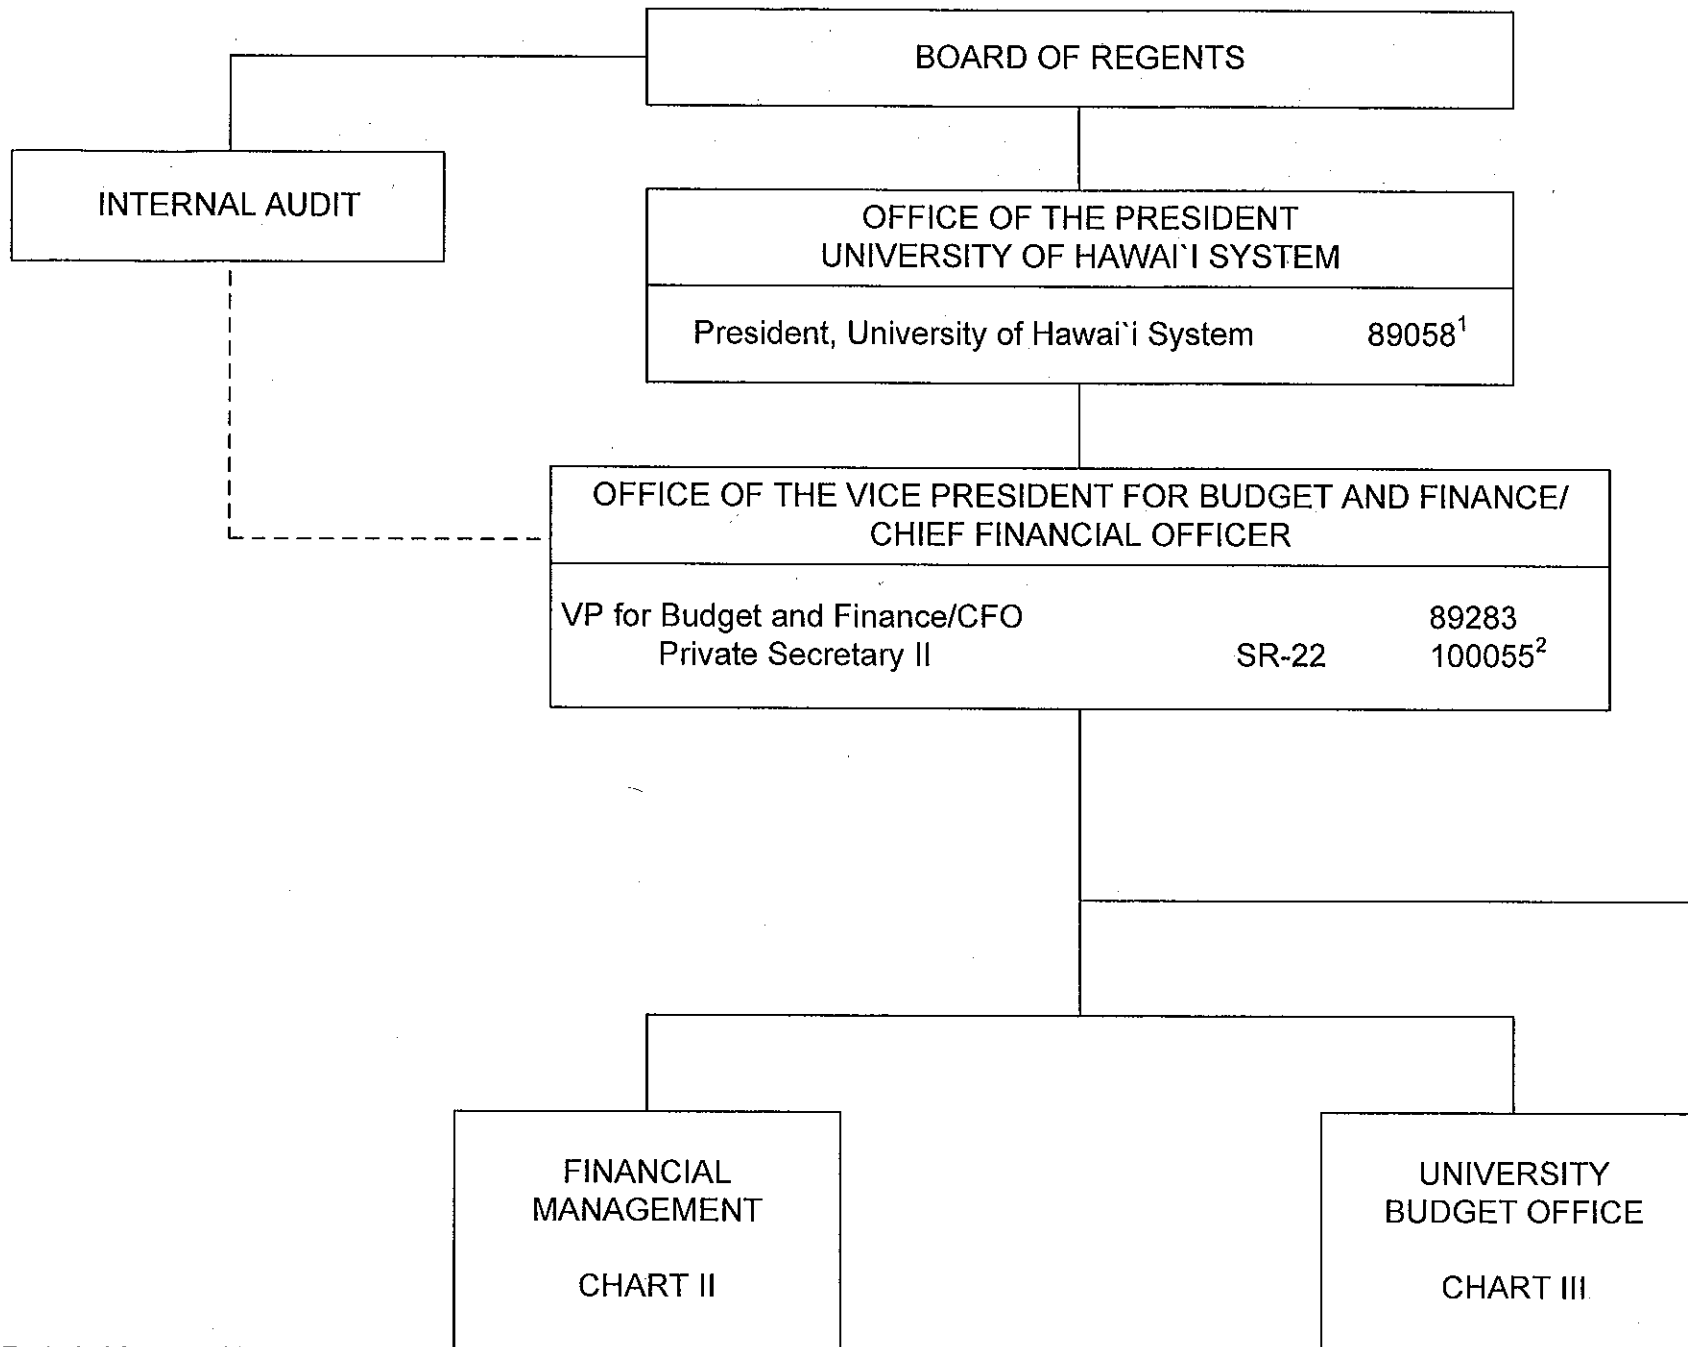 BOARD OF REGENTS
INTERNAL AUDIT
OFFICE OF THE PRESIDENT
UNIVERSITY OF HAWAI`I SYSTEM
President, University of Hawai`i System 89058¹
OFFICE OF THE VICE PRESIDENT FOR BUDGET AND FINANCE/
CHIEF FINANCIAL OFFICER
VP for Budget and Finance/CFO 89283
Private Secretary II SR-22 100055²
FINANCIAL
MANAGEMENT
CHART II
UNIVERSITY
BUDGET OFFICE
CHART III